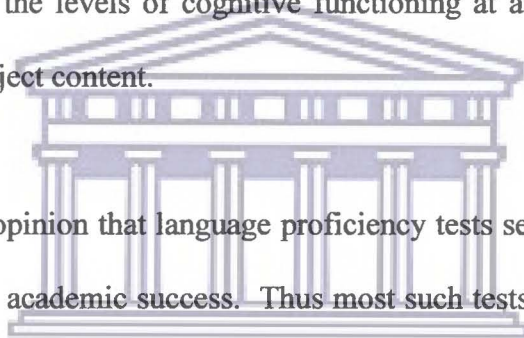 the levels of cognitive functioning at a
ject content.
opinion that language proficiency tests se
academic success. Thus most such tests